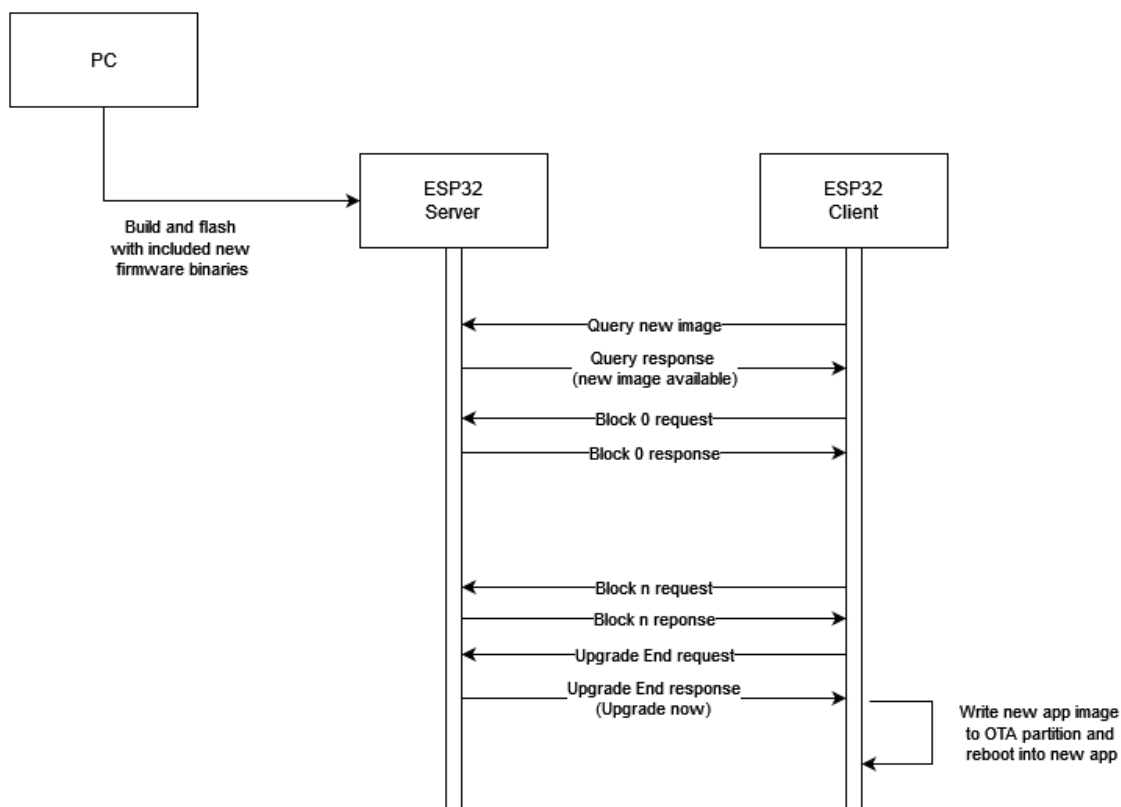 PC
ESP32
Server
ESP32
Client
Build and flash
with included new
firmware binaries
Query new image
Query response
(new image available)
Block 0 request
Block 0 response
Block n request
Block n reponse
Upgrade End request
Upgrade End response
(Upgrade now)
Write new app image
to OTA partition and
reboot into new app